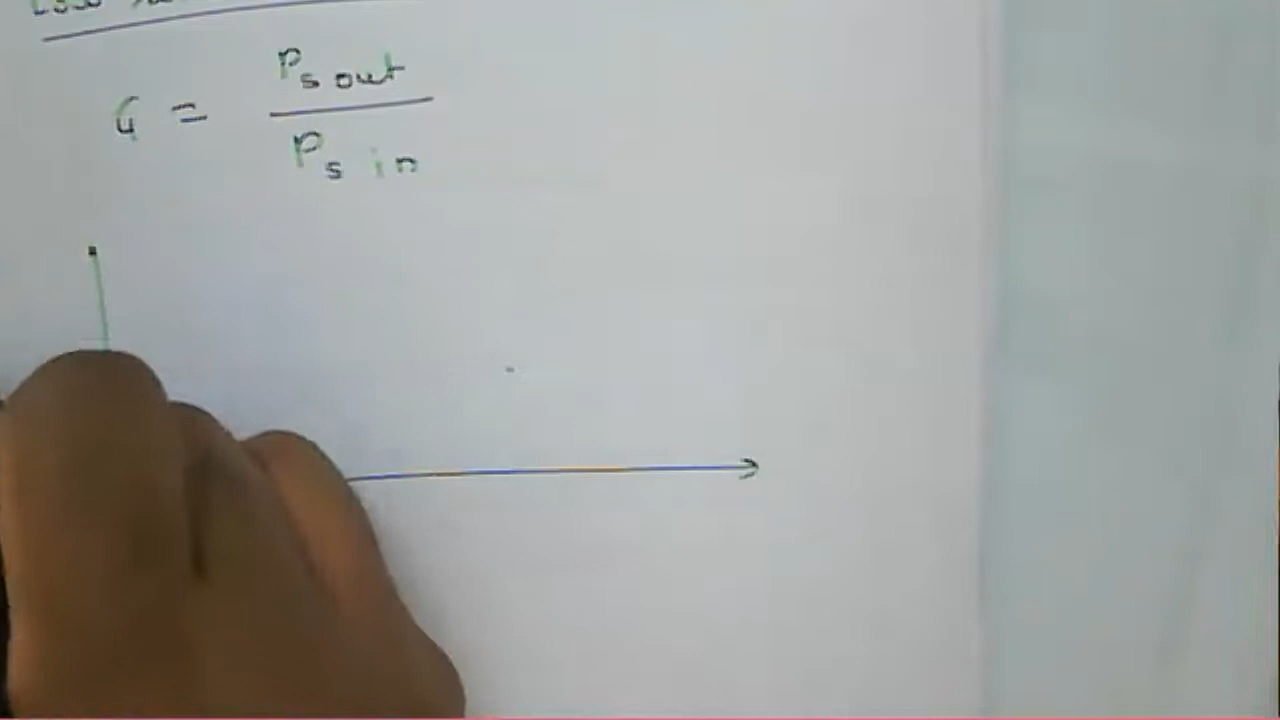 G = P_s out / P_s in